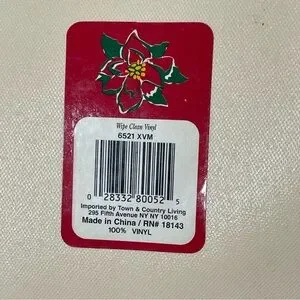 Wipe Clean Vinyl
6521 XVM
0 28332 80052 5
Imported by Town & Country Living
295 Fifth Avenue NY NY 10016
Made in China / RN# 18143
100% VINYL